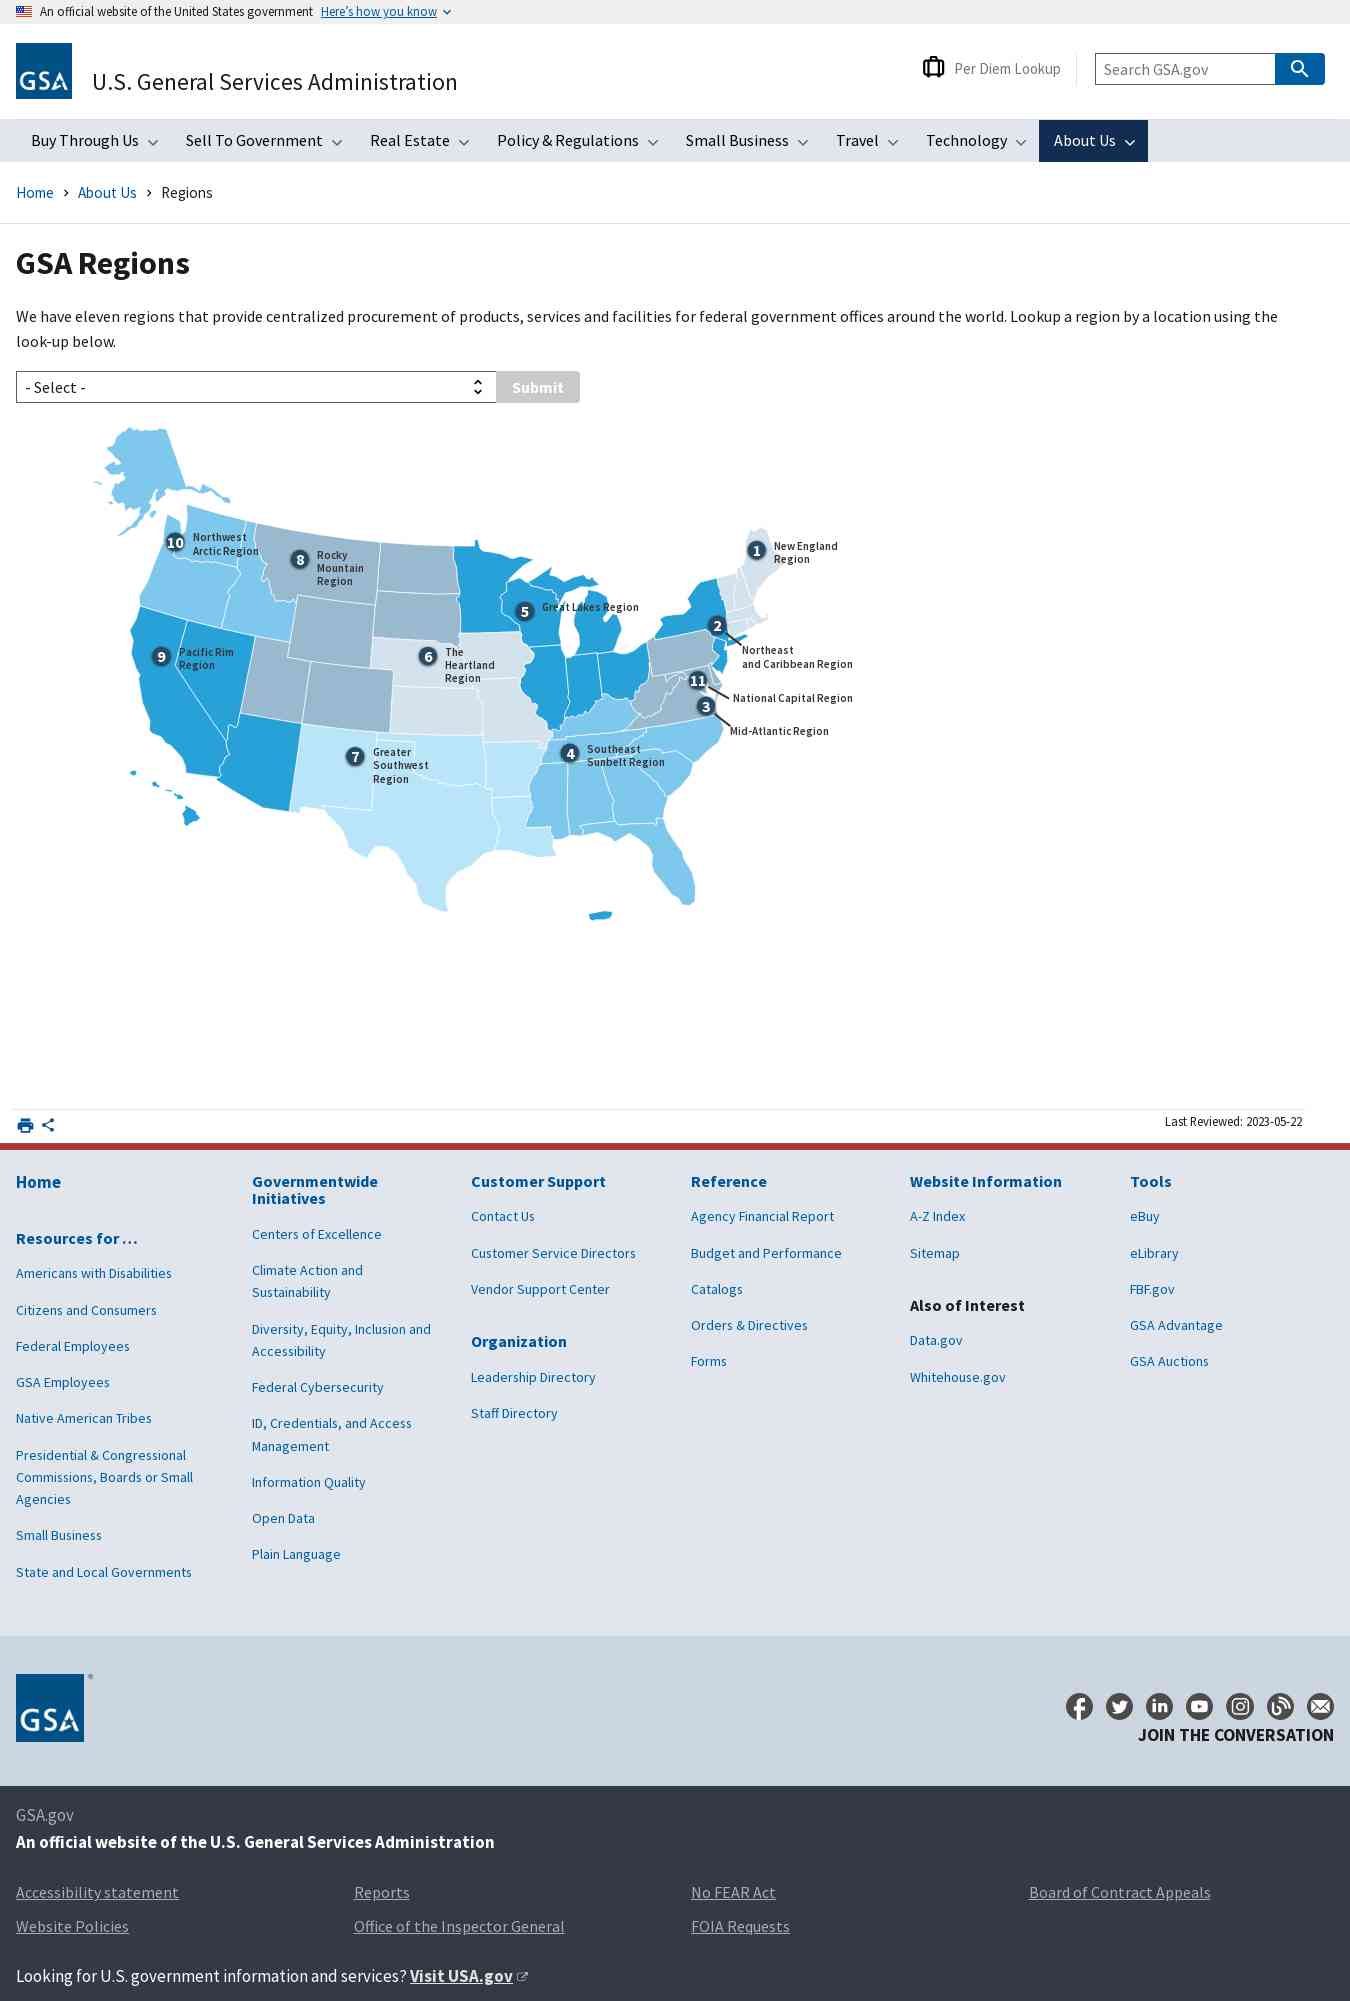 An official website of the United States government Here's how you know
GSA
U.S. General Services Administration
Per Diem Lookup
Search GSA.gov
Buy Through Us Sell To Government Real Estate Policy & Regulations Small Business Travel Technology About Us
Home About Us Regions
GSA Regions
We have eleven regions that provide centralized procurement of products, services and facilities for federal government offices around the world. Lookup a region by a location using the
look-up below.
- Select - Submit
10 Northwest
Arctic Region
8 Rocky
Mountain
Region
1 New England
Region
5 Great Lakes Region
2
Northeast
and Caribbean Region
9 Pacific Rim
Region
6 The
Heartland
Region
11
National Capital Region
3
Mid-Atlantic Region
7 Greater
Southwest
Region
4 Southeast
Sunbelt Region
Last Reviewed: 2023-05-22
Home
Resources for …
Americans with Disabilities
Citizens and Consumers
Federal Employees
GSA Employees
Native American Tribes
Presidential & Congressional
Commissions, Boards or Small
Agencies
Small Business
State and Local Governments
Governmentwide
Initiatives
Centers of Excellence
Climate Action and
Sustainability
Diversity, Equity, Inclusion and
Accessibility
Federal Cybersecurity
ID, Credentials, and Access
Management
Information Quality
Open Data
Plain Language
Customer Support
Contact Us
Customer Service Directors
Vendor Support Center
Organization
Leadership Directory
Staff Directory
Reference
Agency Financial Report
Budget and Performance
Catalogs
Orders & Directives
Forms
Website Information
A-Z Index
Sitemap
Also of Interest
Data.gov
Whitehouse.gov
Tools
eBuy
eLibrary
FBF.gov
GSA Advantage
GSA Auctions
GSA
JOIN THE CONVERSATION
GSA.gov
An official website of the U.S. General Services Administration
Accessibility statement Reports No FEAR Act Board of Contract Appeals
Website Policies Office of the Inspector General FOIA Requests
Looking for U.S. government information and services? Visit USA.gov